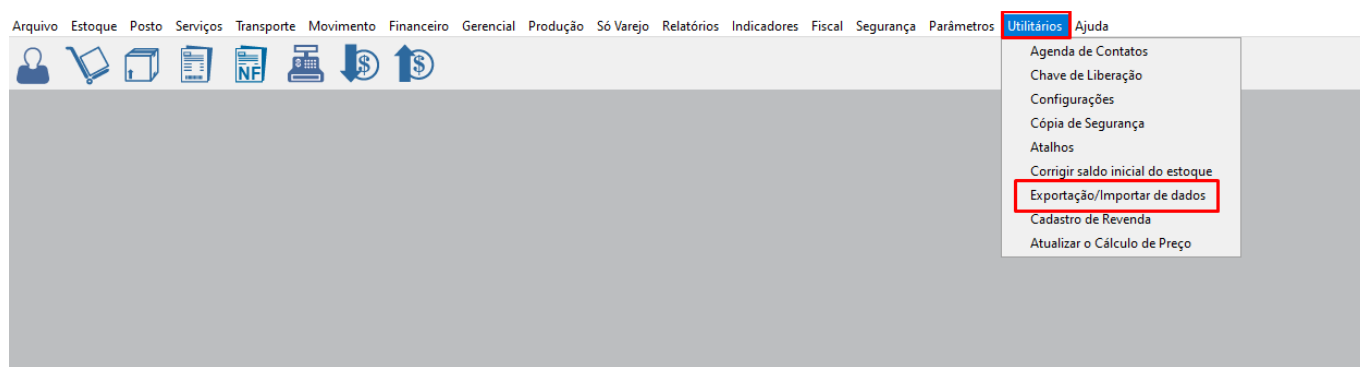 Arquivo Estoque Posto Serviços Transporte Movimento Financeiro Gerencial Produção Só Varejo Relatórios Indicadores Fiscal Segurança Parâmetros Utilitários Ajuda
NF
Agenda de Contatos
Chave de Liberação
Configurações
Cópia de Segurança
Atalhos
Corrigir saldo inicial do estoque
Exportação/Importar de dados
Cadastro de Revenda
Atualizar o Cálculo de Preço